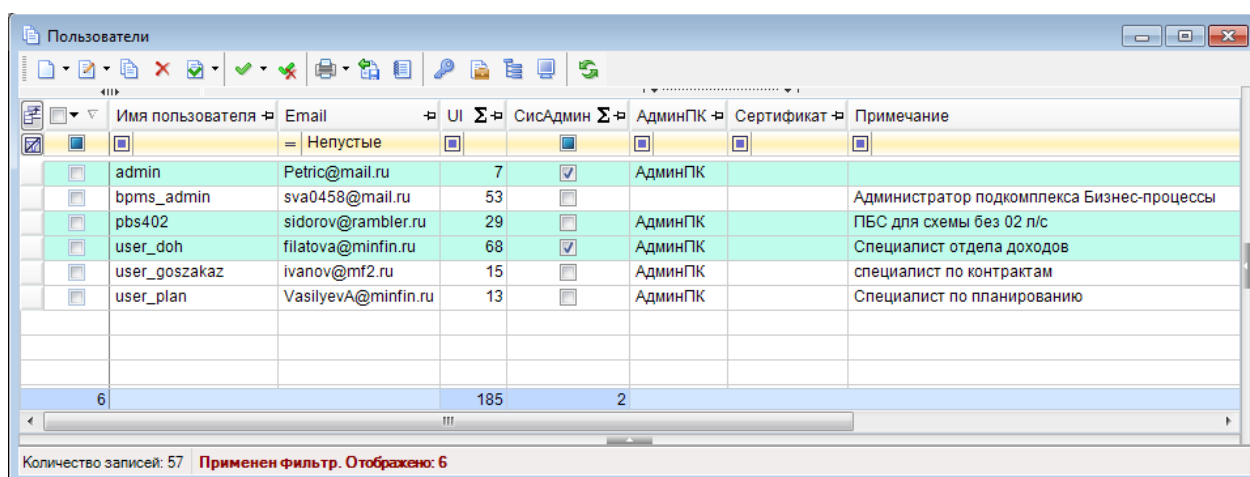 Пользователи
Имя пользователя Email UI Σ СисАдмин Σ АдминПК Сертификат Примечание
= Непустые
admin Petric@mail.ru 7 АдминПК
bpms_admin sva0458@mail.ru 53 Администратор подкомплекса Бизнес-процессы
pbs402 sidorov@rambler.ru 29 АдминПК ПБС для схемы без 02 л/с
user_doh filatova@minfin.ru 68 АдминПК Специалист отдела доходов
user_goszakaz ivanov@mf2.ru 15 АдминПК специалист по контрактам
user_plan VasilyevA@minfin.ru 13 АдминПК Специалист по планированию
6 185 2
Количество записей: 57 Применен фильтр. Отображено: 6